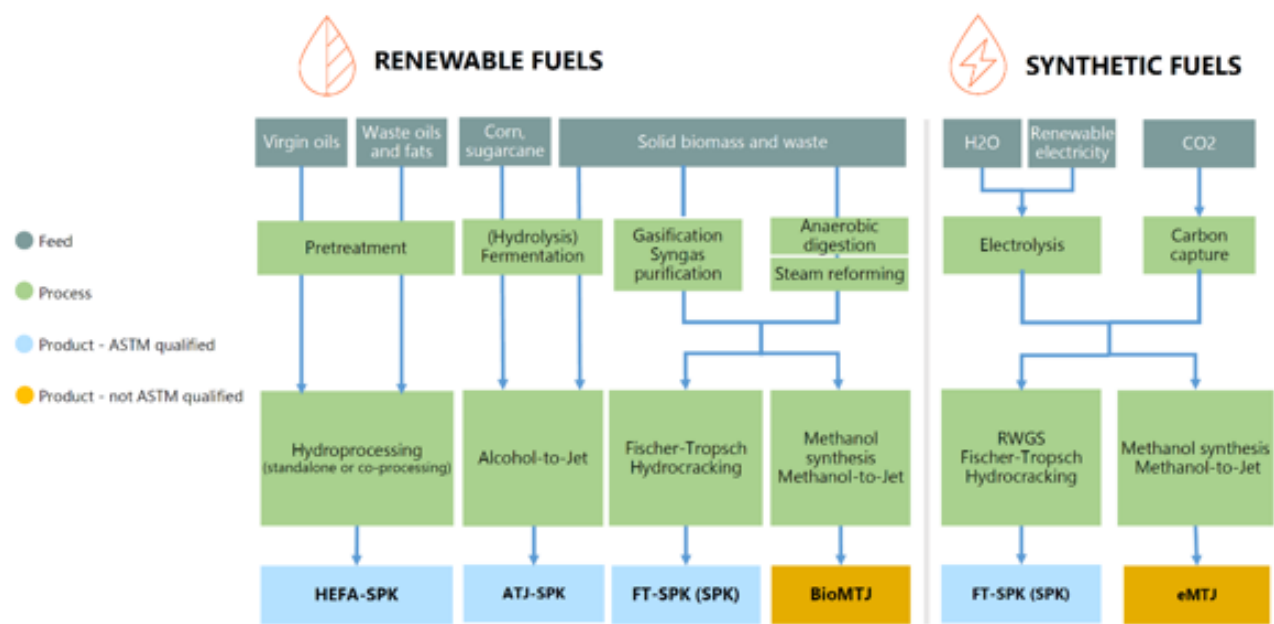 RENEWABLE FUELS
SYNTHETIC FUELS
Virgin oils
Waste oils
and fats
Corn,
sugarcane
Solid biomass and waste
H2O
Renewable
electricity
CO2
Feed
Process
Product - ASTM qualified
Product - not ASTM qualified
Pretreatment
(Hydrolysis)
Fermentation
Gasification
Syngas
purification
Anaerobic
digestion
Steam reforming
Electrolysis
Carbon
capture
Hydroprocessing
(standalone or co-processing)
Alcohol-to-Jet
Fischer-Tropsch
Hydrocracking
Methanol
synthesis
Methanol-to-Jet
RWGS
Fischer-Tropsch
Hydrocracking
Methanol synthesis
Methanol-to-Jet
HEFA-SPK
ATJ-SPK
FT-SPK (SPK)
BioMTJ
FT-SPK (SPK)
eMTJ